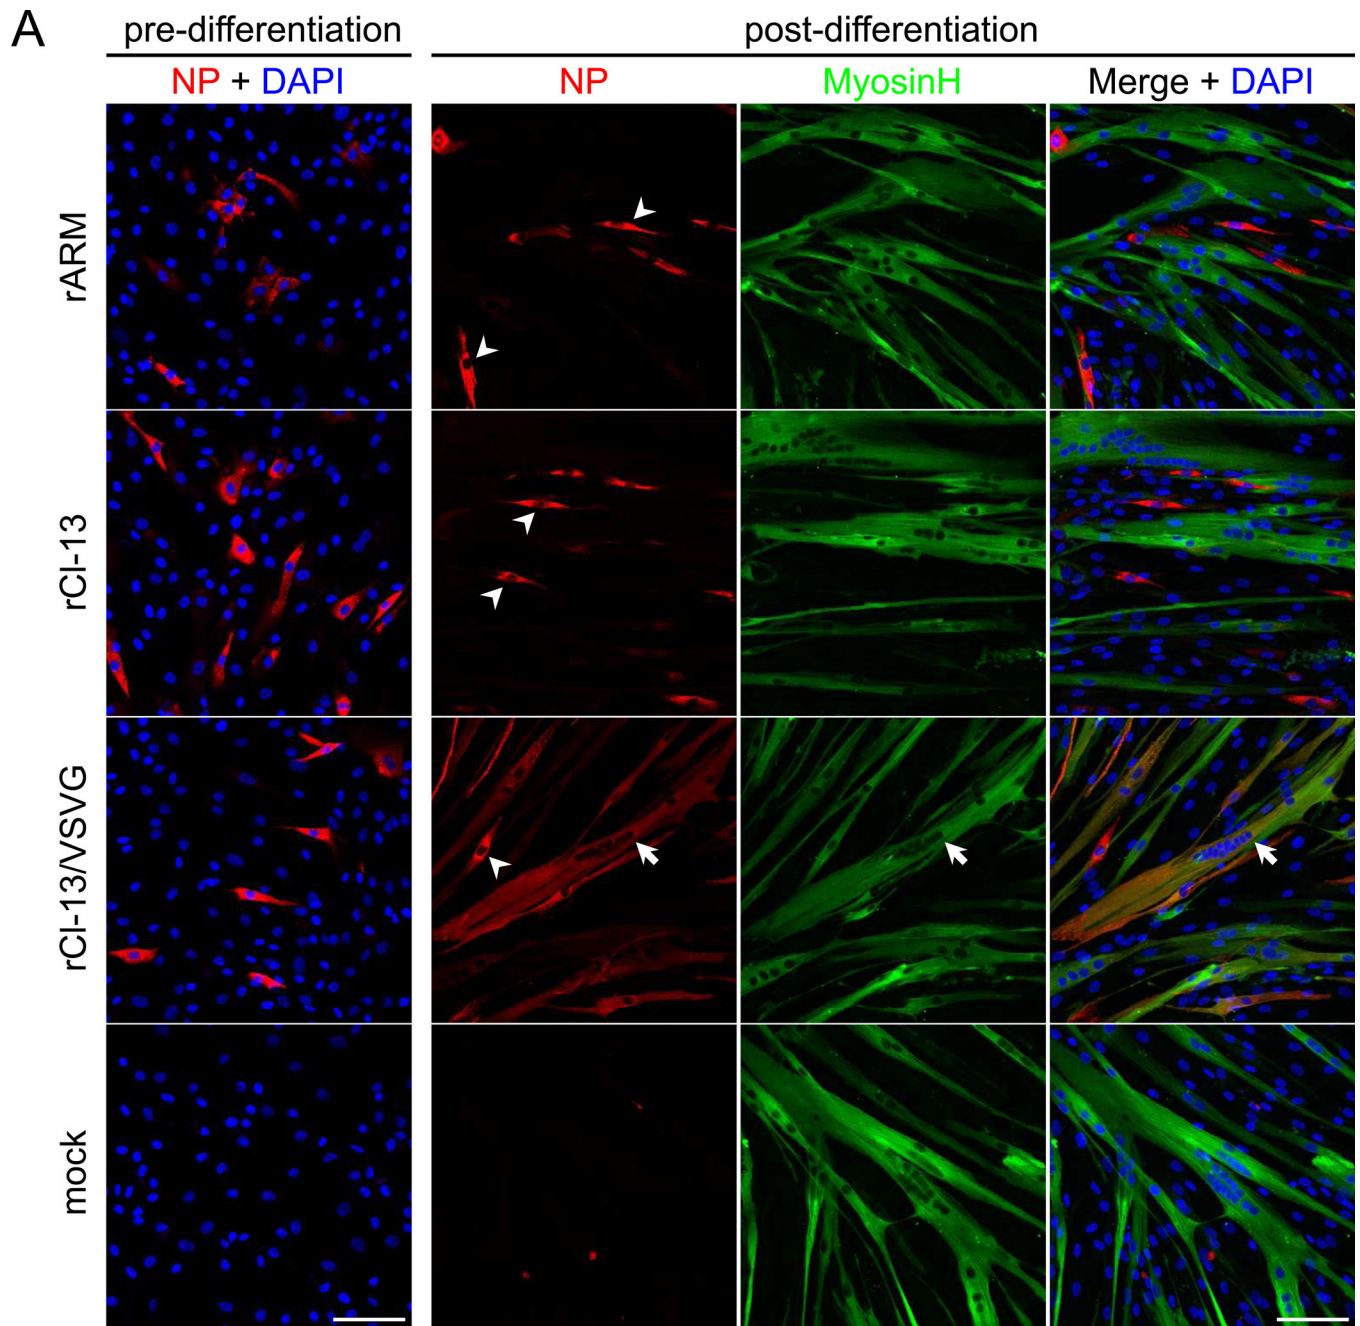 A
pre-differentiation
post-differentiation
NP + DAPI
NP
MyosinH
Merge + DAPI
rARM
rCl-13
rCl-13/VSVG
mock